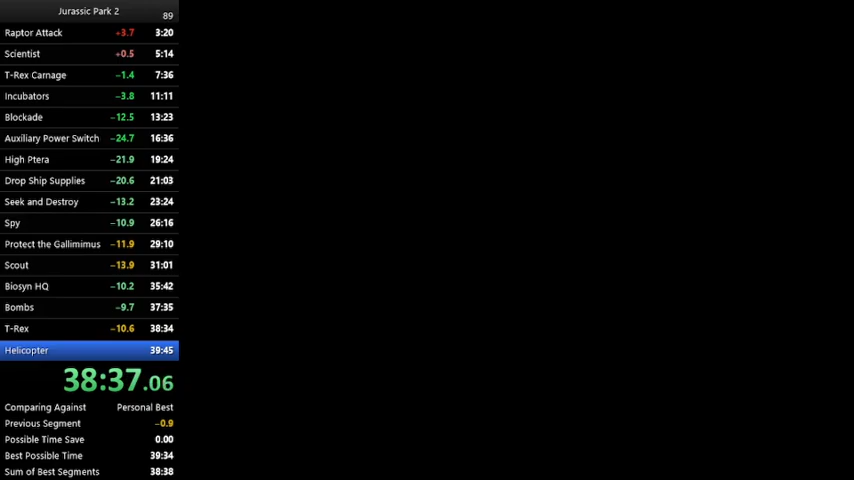 Jurassic Park 2
89
Raptor Attack +3.7 3:20
Scientist +0.5 5:14
T-Rex Carnage −1.4 7:36
Incubators −3.8 11:11
Blockade −12.5 13:23
Auxiliary Power Switch −24.7 16:36
High Ptera −21.9 19:24
Drop Ship Supplies −20.6 21:03
Seek and Destroy −13.2 23:24
Spy −10.9 26:16
Protect the Gallimimus −11.9 29:10
Scout −13.9 31:01
Biosyn HQ −10.2 35:42
Bombs −9.7 37:35
T-Rex −10.6 38:34
Helicopter 39:45
38:37.06
Comparing Against Personal Best
Previous Segment −0.9
Possible Time Save 0.00
Best Possible Time 39:34
Sum of Best Segments 38:38